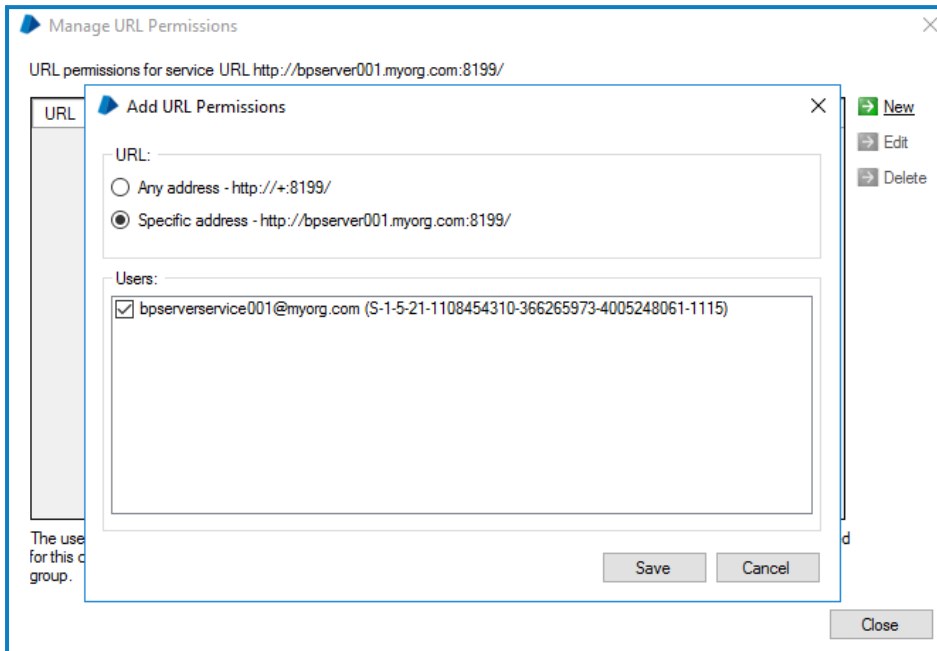 Manage URL Permissions
URL permissions for service URL http://bpserver001.myorg.com:8199/
URL
New
Edit
Delete
Add URL Permissions
URL:
Any address - http://+:8199/
Specific address - http://bpserver001.myorg.com:8199/
Users:
bpserverservice001@myorg.com (S-1-5-21-1108454310-366265973-4005248061-1115)
Save
Cancel
The use
for this
group.
Close